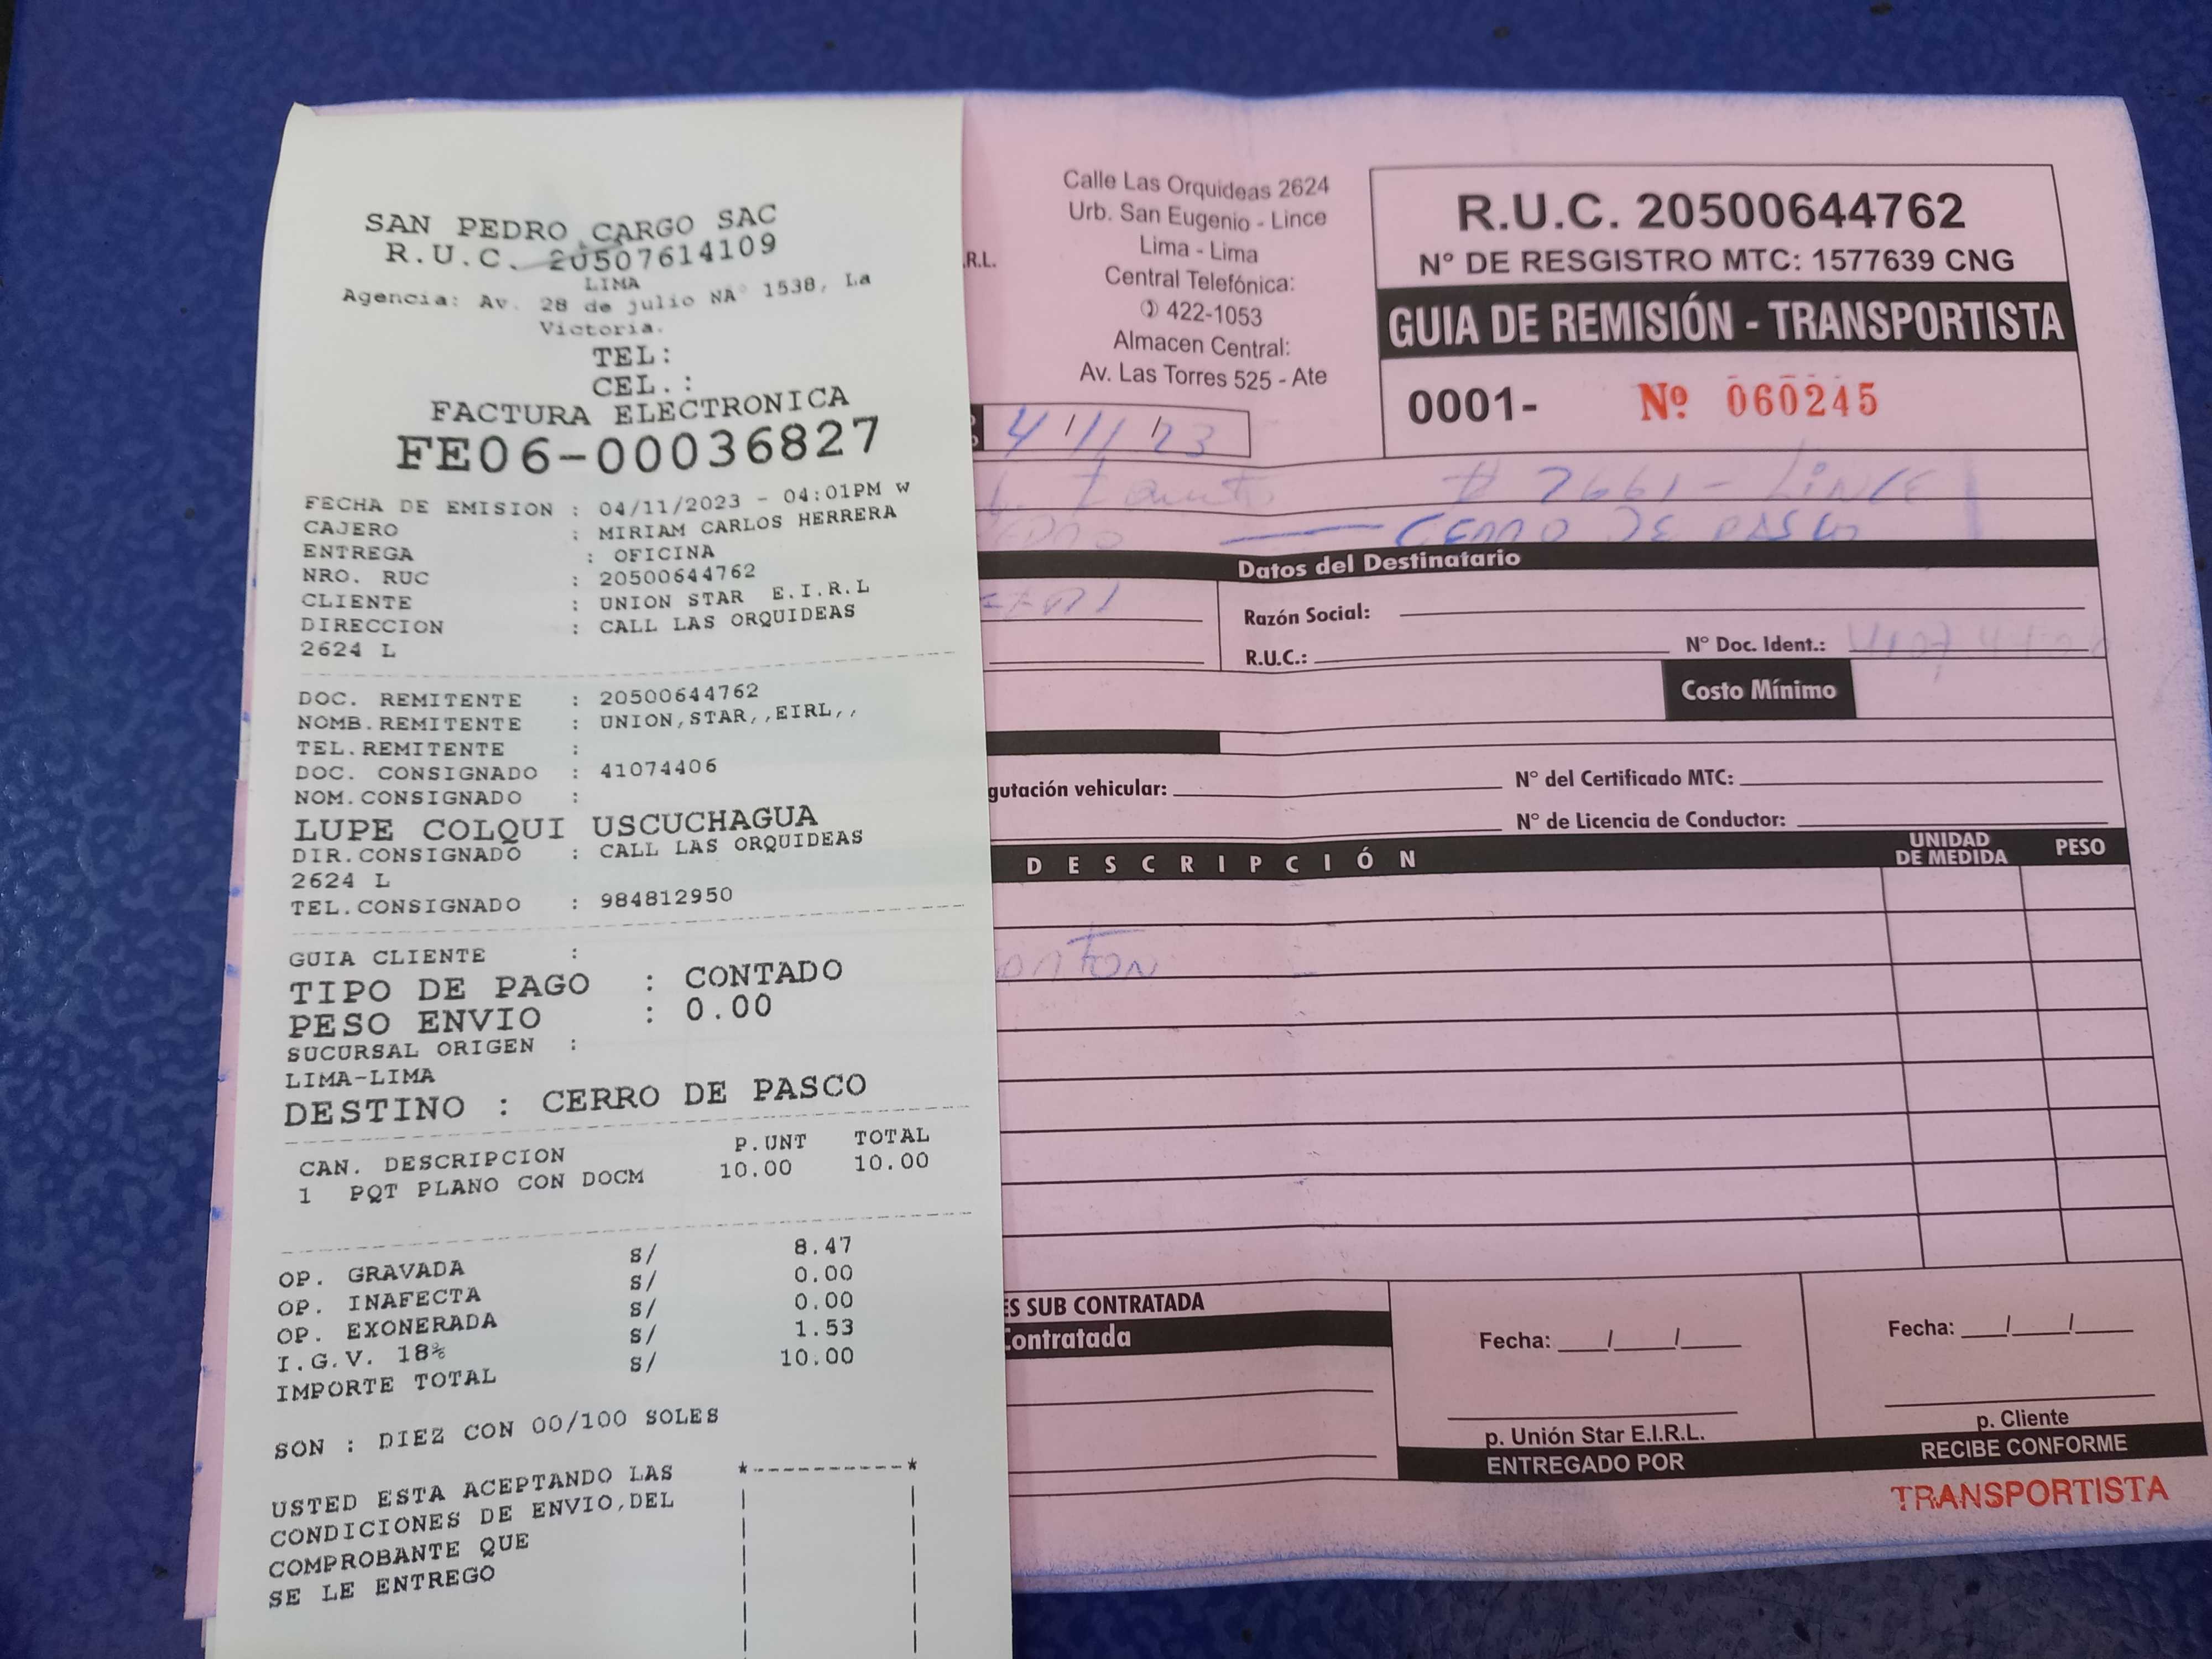 SAN PEDRO CARGO SAC
R.U.C. 20507614109
LIMA
Agencia: Av. 28 de julio NA° 1538, La
Victoria.
TEL:
CEL.:
FACTURA ELECTRONICA
FE06-00036827
FECHA DE EMISION : 04/11/2023 - 04:01PM w
CAJERO : MIRIAM CARLOS HERRERA
ENTREGA : OFICINA
NRO. RUC : 20500644762
CLIENTE : UNION STAR E.I.R.L
DIRECCION : CALL LAS ORQUIDEAS
2624 L
DOC. REMITENTE : 20500644762
NOMB.REMITENTE : UNION,STAR,,EIRL,,
TEL.REMITENTE :
DOC. CONSIGNADO : 41074406
NOM.CONSIGNADO :
LUPE COLQUI USCUCHAGUA
DIR.CONSIGNADO : CALL LAS ORQUIDEAS
2624 L
TEL.CONSIGNADO : 984812950
GUIA CLIENTE :
TIPO DE PAGO : CONTADO
PESO ENVIO : 0.00
SUCURSAL ORIGEN :
LIMA-LIMA
DESTINO : CERRO DE PASCO
CAN. DESCRIPCION P.UNT TOTAL
1 PQT PLANO CON DOCM 10.00 10.00
OP. GRAVADA S/ 8.47
OP. INAFECTA S/ 0.00
OP. EXONERADA S/ 0.00
I.G.V. 18% S/ 1.53
IMPORTE TOTAL S/ 10.00
SON : DIEZ CON 00/100 SOLES
USTED ESTA ACEPTANDO LAS
CONDICIONES DE ENVIO,DEL
COMPROBANTE QUE
SE LE ENTREGO
.R.L.
Calle Las Orquideas 2624
Urb. San Eugenio - Lince
Lima - Lima
Central Telefónica:
422-1053
Almacen Central:
Av. Las Torres 525 - Ate
R.U.C. 20500644762
N° DE RESGISTRO MTC: 1577639 CNG
GUIA DE REMISIÓN - TRANSPORTISTA
0001- Nº 060245
4/11/23
# 2661 - LINCE
CERRO DE PASCO
Datos del Destinatario
Razón Social:
R.U.C.: N° Doc. Ident.:
Costo Mínimo
gutación vehicular: N° del Certificado MTC:
N° de Licencia de Conductor:
DESCRIPCIÓN UNIDAD DE MEDIDA PESO
ES SUB CONTRATADA
Contratada
Fecha: / / Fecha: / /
p. Unión Star E.I.R.L. p. Cliente
ENTREGADO POR RECIBE CONFORME
TRANSPORTISTA